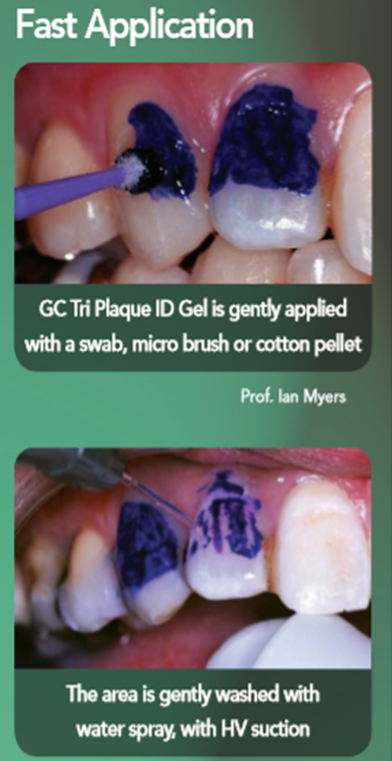 Fast Application
GC Tri Plaque ID Gel is gently applied
with a swab, micro brush or cotton pellet
Prof. Ian Myers
The area is gently washed with
water spray, with HV suction